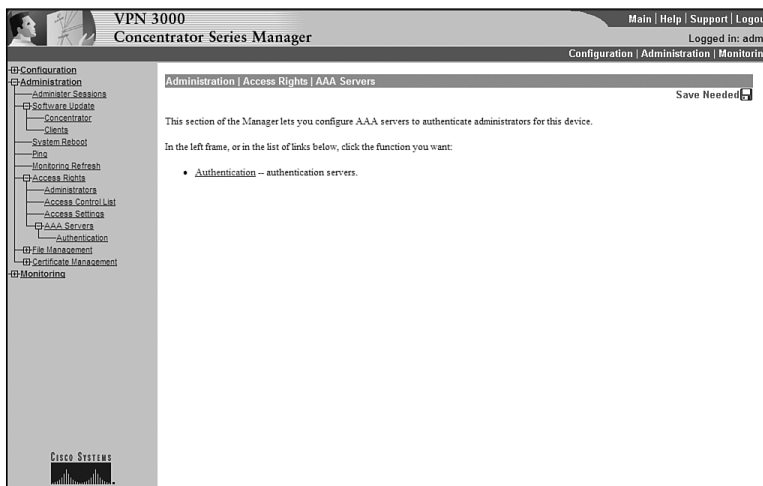 VPN 3000
Concentrator Series Manager
Main | Help | Support | Logou
Logged in: adm
Configuration | Administration | Monitorin
Configuration
Administration
Administer Sessions
Software Update
Concentrator
Clients
System Reboot
Ping
Monitoring Refresh
Access Rights
Administrators
Access Control List
Access Settings
AAA Servers
Authentication
File Management
Certificate Management
Monitoring
Administration | Access Rights | AAA Servers
Save Needed
This section of the Manager lets you configure AAA servers to authenticate administrators for this device.
In the left frame, or in the list of links below, click the function you want:
• Authentication -- authentication servers.
CISCO SYSTEMS